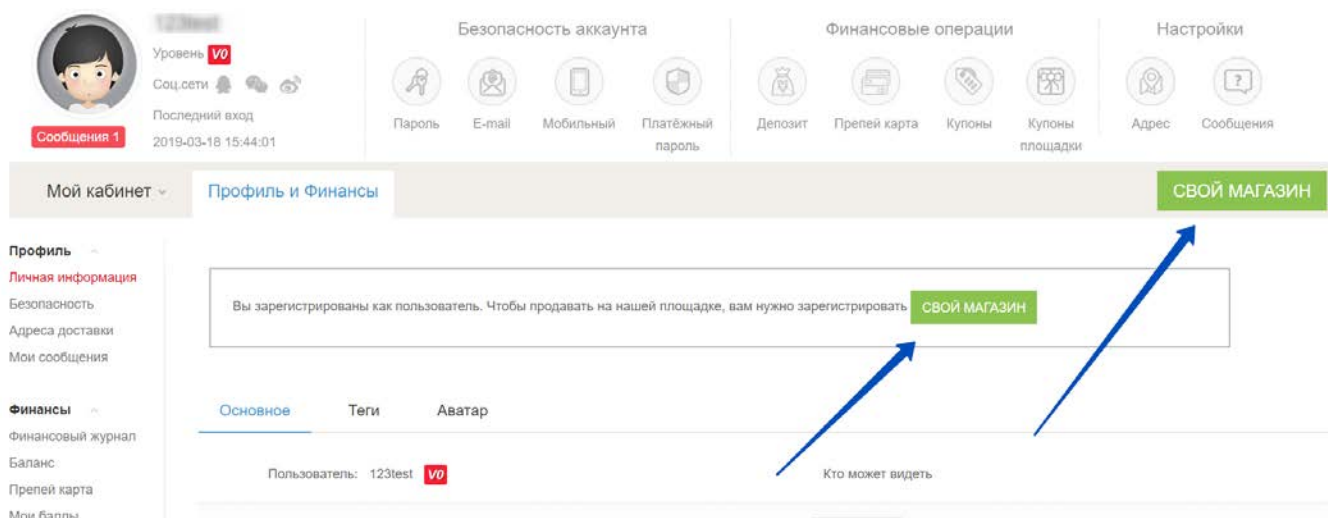 Уровень V0
Соц.сети
Последний вход
2019-03-18 15:44:01
Сообщения 1
Безопасность аккаунта
Пароль
E-mail
Мобильный
Платёжный
пароль
Финансовые операции
Депозит
Препей карта
Купоны
Купоны
площадки
Настройки
Адрес
Сообщения
Мой кабинет
Профиль и Финансы
СВОЙ МАГАЗИН
Профиль
Личная информация
Безопасность
Адреса доставки
Мои сообщения
Финансы
Финансовый журнал
Баланс
Препей карта
Мои баллы
Вы зарегистрированы как пользователь. Чтобы продавать на нашей площадке, вам нужно зарегистрировать СВОЙ МАГАЗИН
Основное Теги Аватар
Пользователь: 123test V0 Кто может видеть